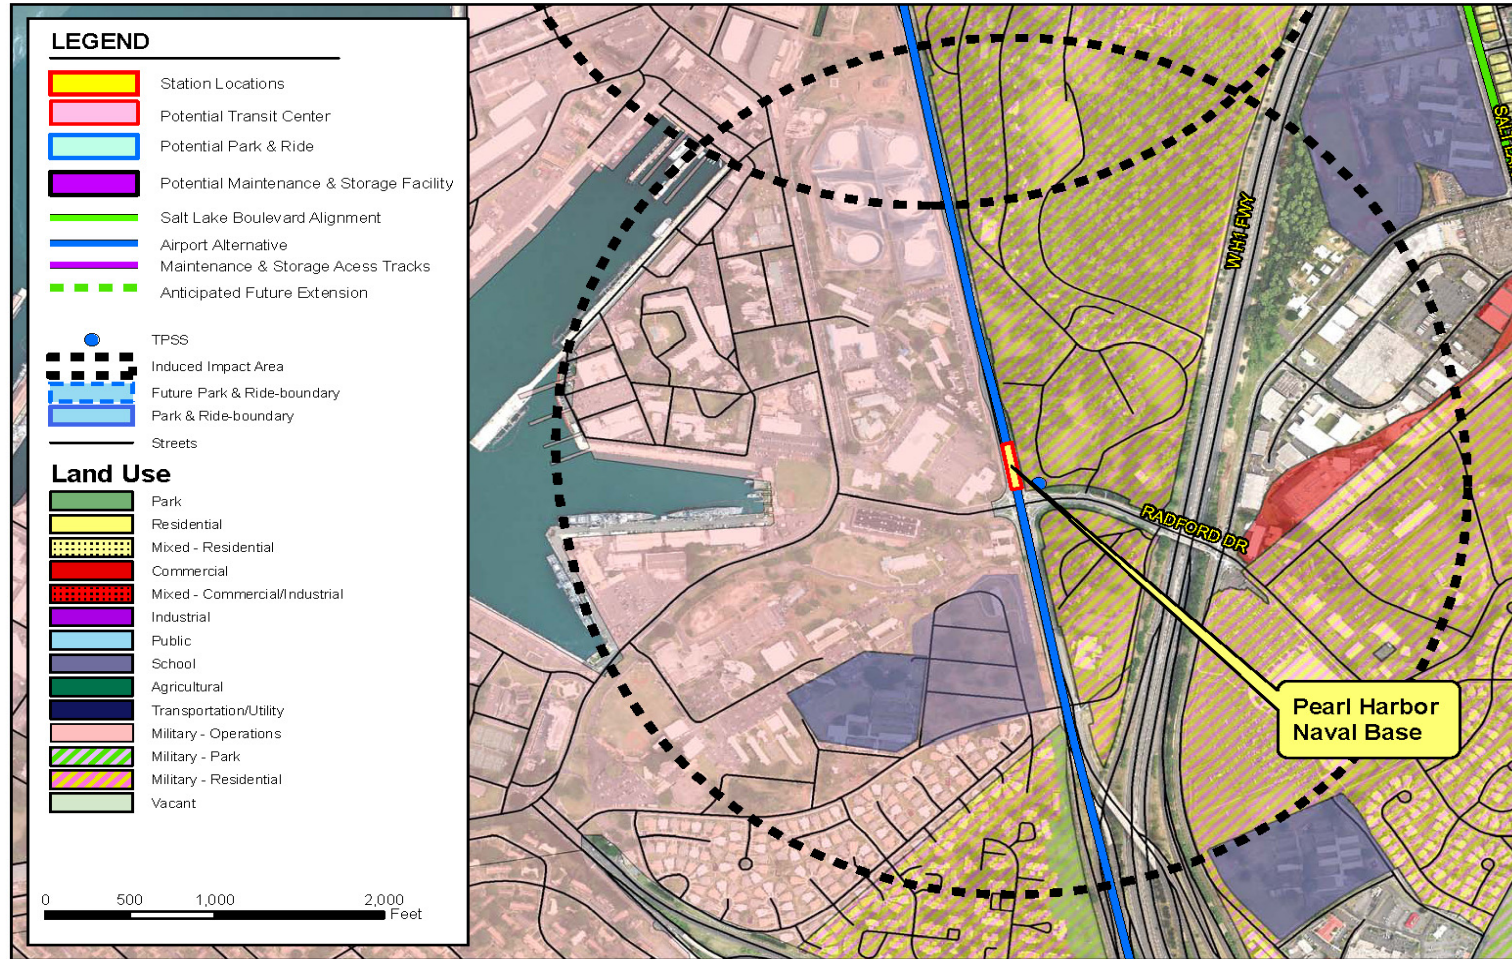 LEGEND
Station Locations
Potential Transit Center
Potential Park & Ride
Potential Maintenance & Storage Facility
Salt Lake Boulevard Alignment
Airport Alternative
Maintenance & Storage Acess Tracks
Anticipated Future Extension
TPSS
Induced Impact Area
Future Park & Ride-boundary
Park & Ride-boundary
Streets
Land Use
Park
Residential
Mixed - Residential
Commercial
Mixed - Commercial/Industrial
Industrial
Public
School
Agricultural
Transportation/Utility
Military - Operations
Military - Park
Military - Residential
Vacant
0 500 1,000 2,000
Feet
W H1 FWY
RADFORD DR
Pearl Harbor
Naval Base